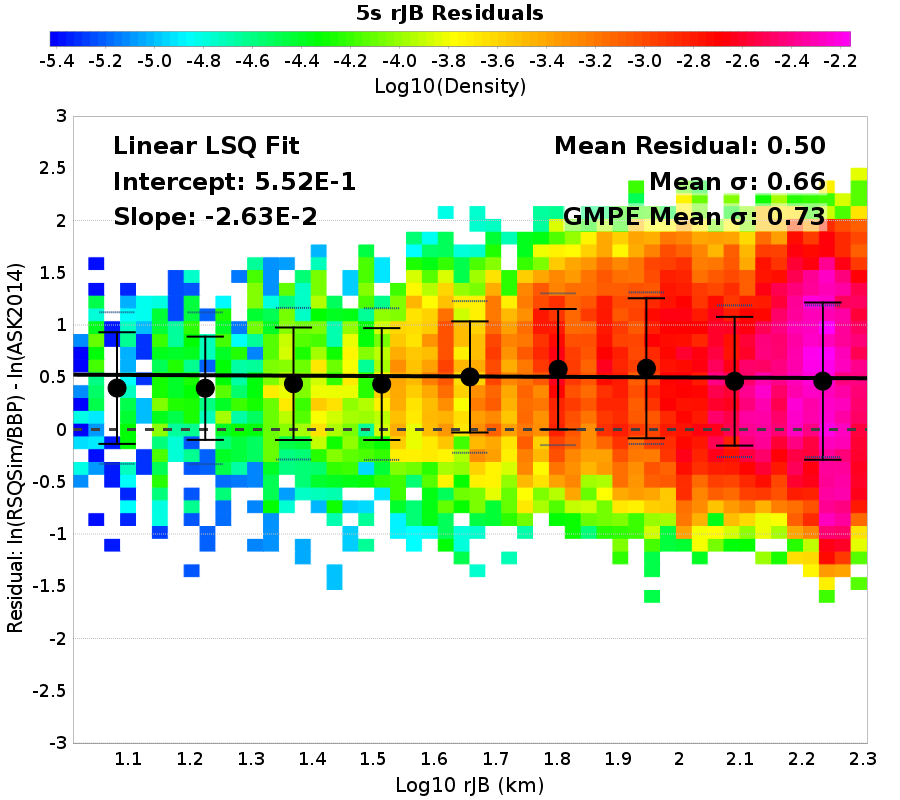 5s rJB Residuals
-5.4 -5.2 -5.0 -4.8 -4.6 -4.4 -4.2 -4.0 -3.8 -3.6 -3.4 -3.2 -3.0 -2.8 -2.6 -2.4 -2.2
Log10(Density)
Linear LSQ Fit
Intercept: 5.52E-1
Slope: -2.63E-2
Mean Residual: 0.50
Mean σ: 0.66
GMPE Mean σ: 0.73
Residual: ln(RSQSim/BBP) - ln(ASK2014)
3
2.5
2
1.5
1
0.5
0
-0.5
-1
-1.5
-2
-2.5
-3
1.1 1.2 1.3 1.4 1.5 1.6 1.7 1.8 1.9 2 2.1 2.2 2.3
Log10 rJB (km)